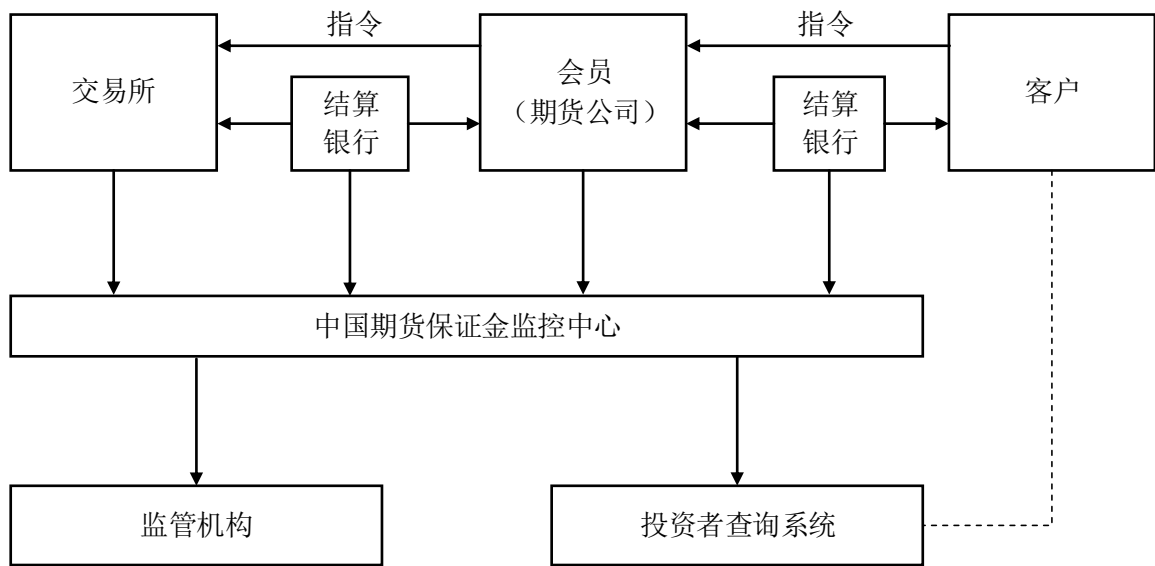 指令
指令
交易所
结算
银行
会员
（期货公司）
结算
银行
客户
中国期货保证金监控中心
监管机构
投资者查询系统